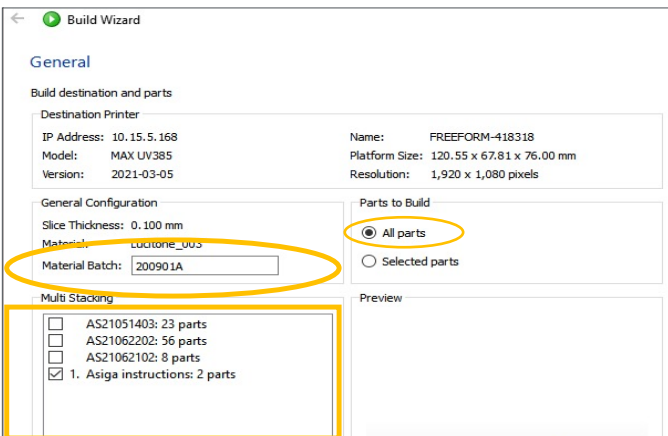 Build Wizard
General
Build destination and parts
Destination Printer
IP Address: 10.15.5.168
Model: MAX UV385
Version: 2021-03-05
Name: FREEFORM-418318
Platform Size: 120.55 x 67.81 x 76.00 mm
Resolution: 1,920 x 1,080 pixels
General Configuration
Slice Thickness: 0.100 mm
Material: Lucitone_003
Material Batch: 200901A
Parts to Build
All parts
Selected parts
Multi Stacking
AS21051403: 23 parts
AS21062202: 56 parts
AS21062102: 8 parts
1. Asiga instructions: 2 parts
Preview